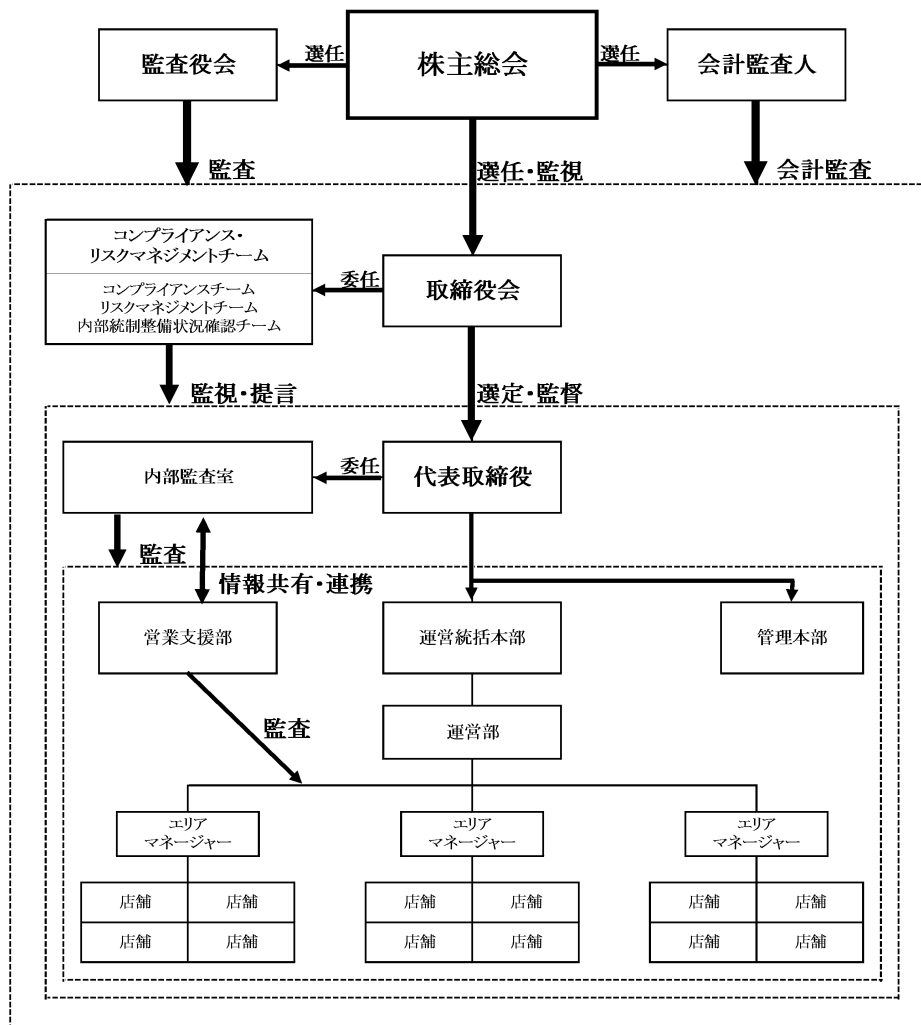 監査役会
選任
株主総会
選任
会計監査人
監査
選任・監視
会計監査
コンプライアンス・
リスクマネジメントチーム
コンプライアンスチーム
リスクマネジメントチーム
内部統制整備状況確認チーム
委任
取締役会
監視・提言
選定・監督
内部監査室
委任
代表取締役
監査
情報共有・連携
営業支援部
運営統括本部
管理本部
監査
運営部
エリア
マネージャー
エリア
マネージャー
エリア
マネージャー
店舗
店舗
店舗
店舗
店舗
店舗
店舗
店舗
店舗
店舗
店舗
店舗